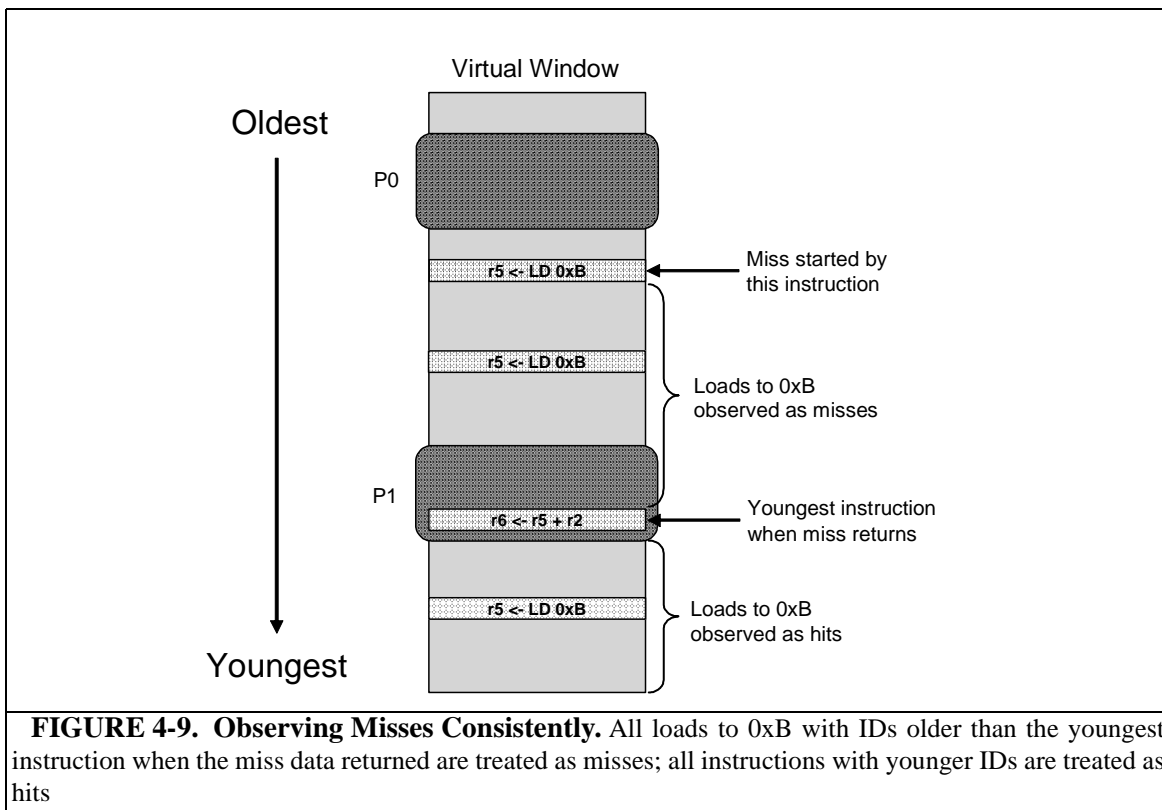 Virtual Window
Oldest
P0
r5 <- LD 0xB
Miss started by
this instruction
r5 <- LD 0xB
Loads to 0xB
observed as misses
P1
r6 <- r5 + r2
Youngest instruction
when miss returns
r5 <- LD 0xB
Loads to 0xB
observed as hits
Youngest
FIGURE 4-9. Observing Misses Consistently. All loads to 0xB with IDs older than the youngest
instruction when the miss data returned are treated as misses; all instructions with younger IDs are treated as
hits